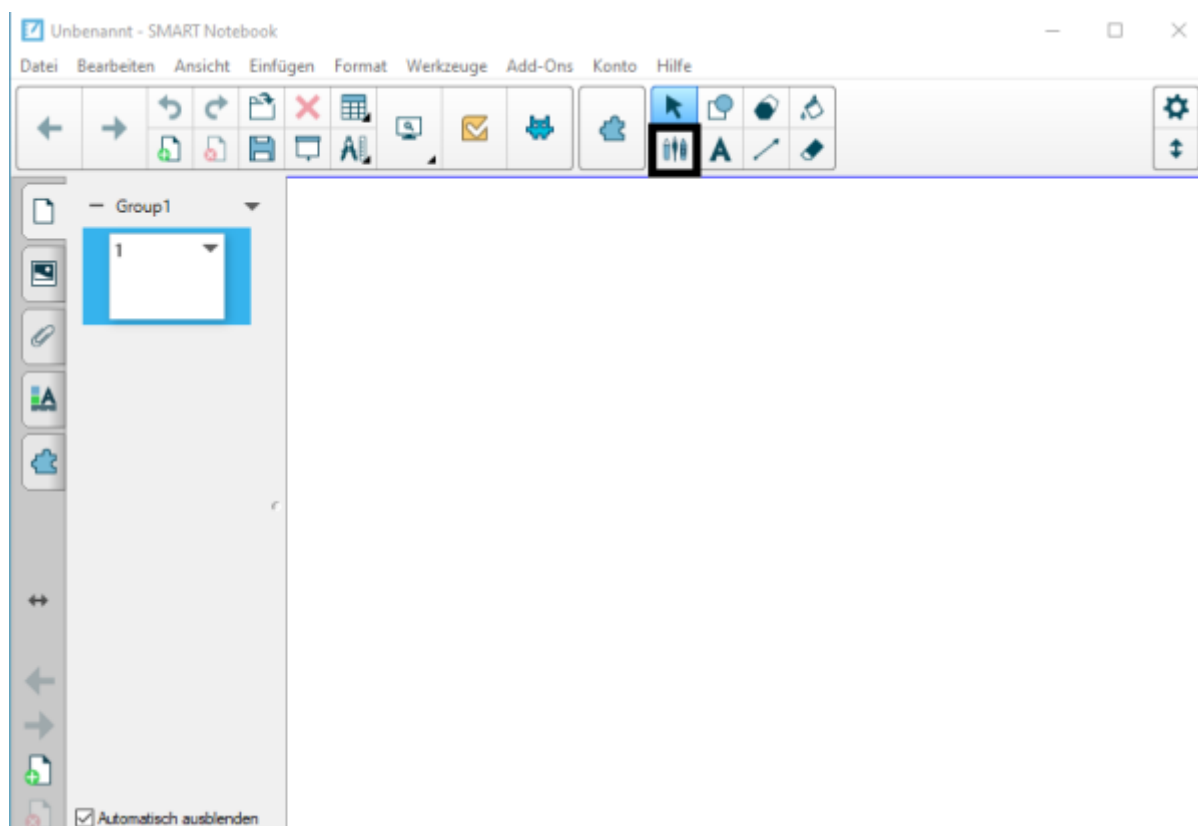 Unbenannt - SMART Notebook
Datei Bearbeiten Ansicht Einfügen Format Werkzeuge Add-Ons Konto Hilfe
Group1
1
Automatisch ausblenden